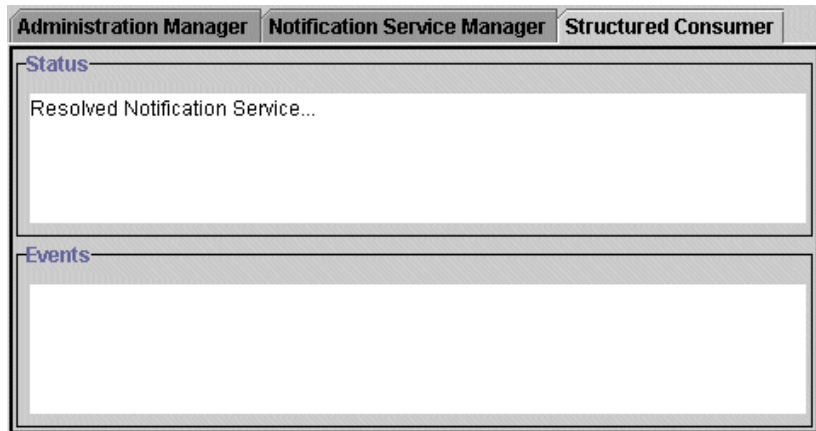 Administration Manager Notification Service Manager Structured Consumer
Status
Resolved Notification Service...
Events